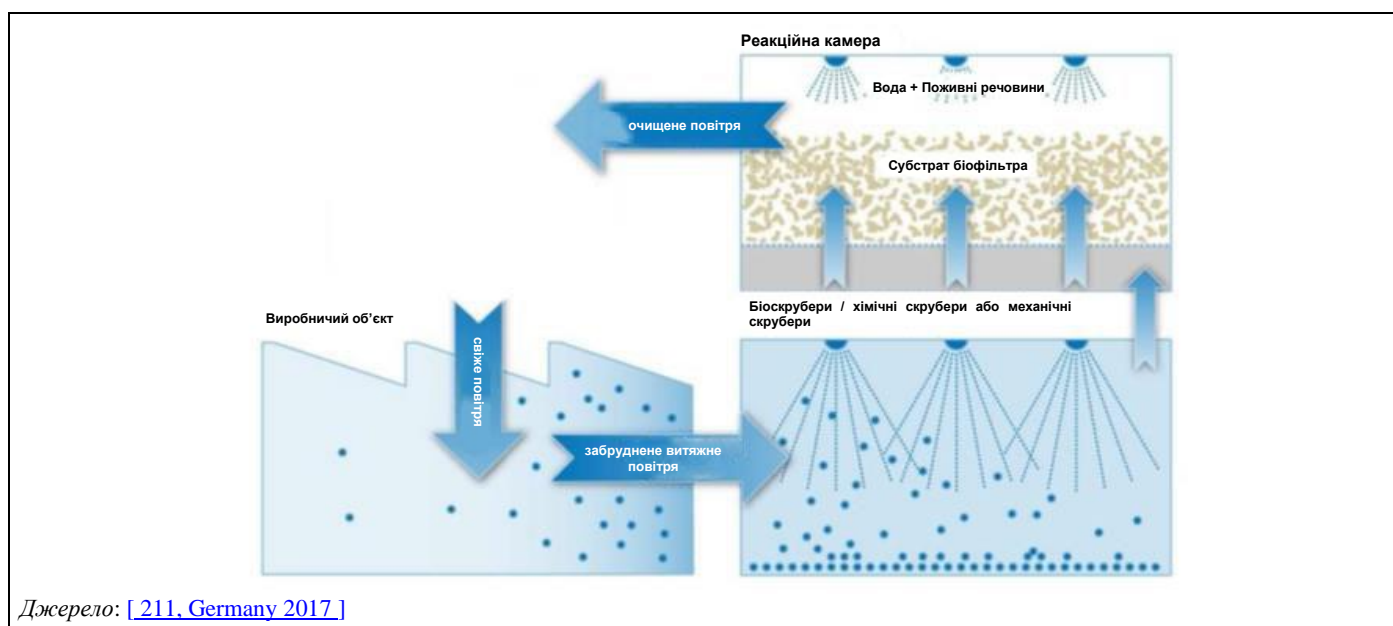 Реакційна камера
Вода + Поживні речовини
очищене повітря
Субстрат біофільтра
Біоскрубери / хімічні скрубери або механічні
скрубери
Виробничий об’єкт
свіже повітря
забруднене витяжне
повітря
Джерело: [ 211, Germany 2017 ]